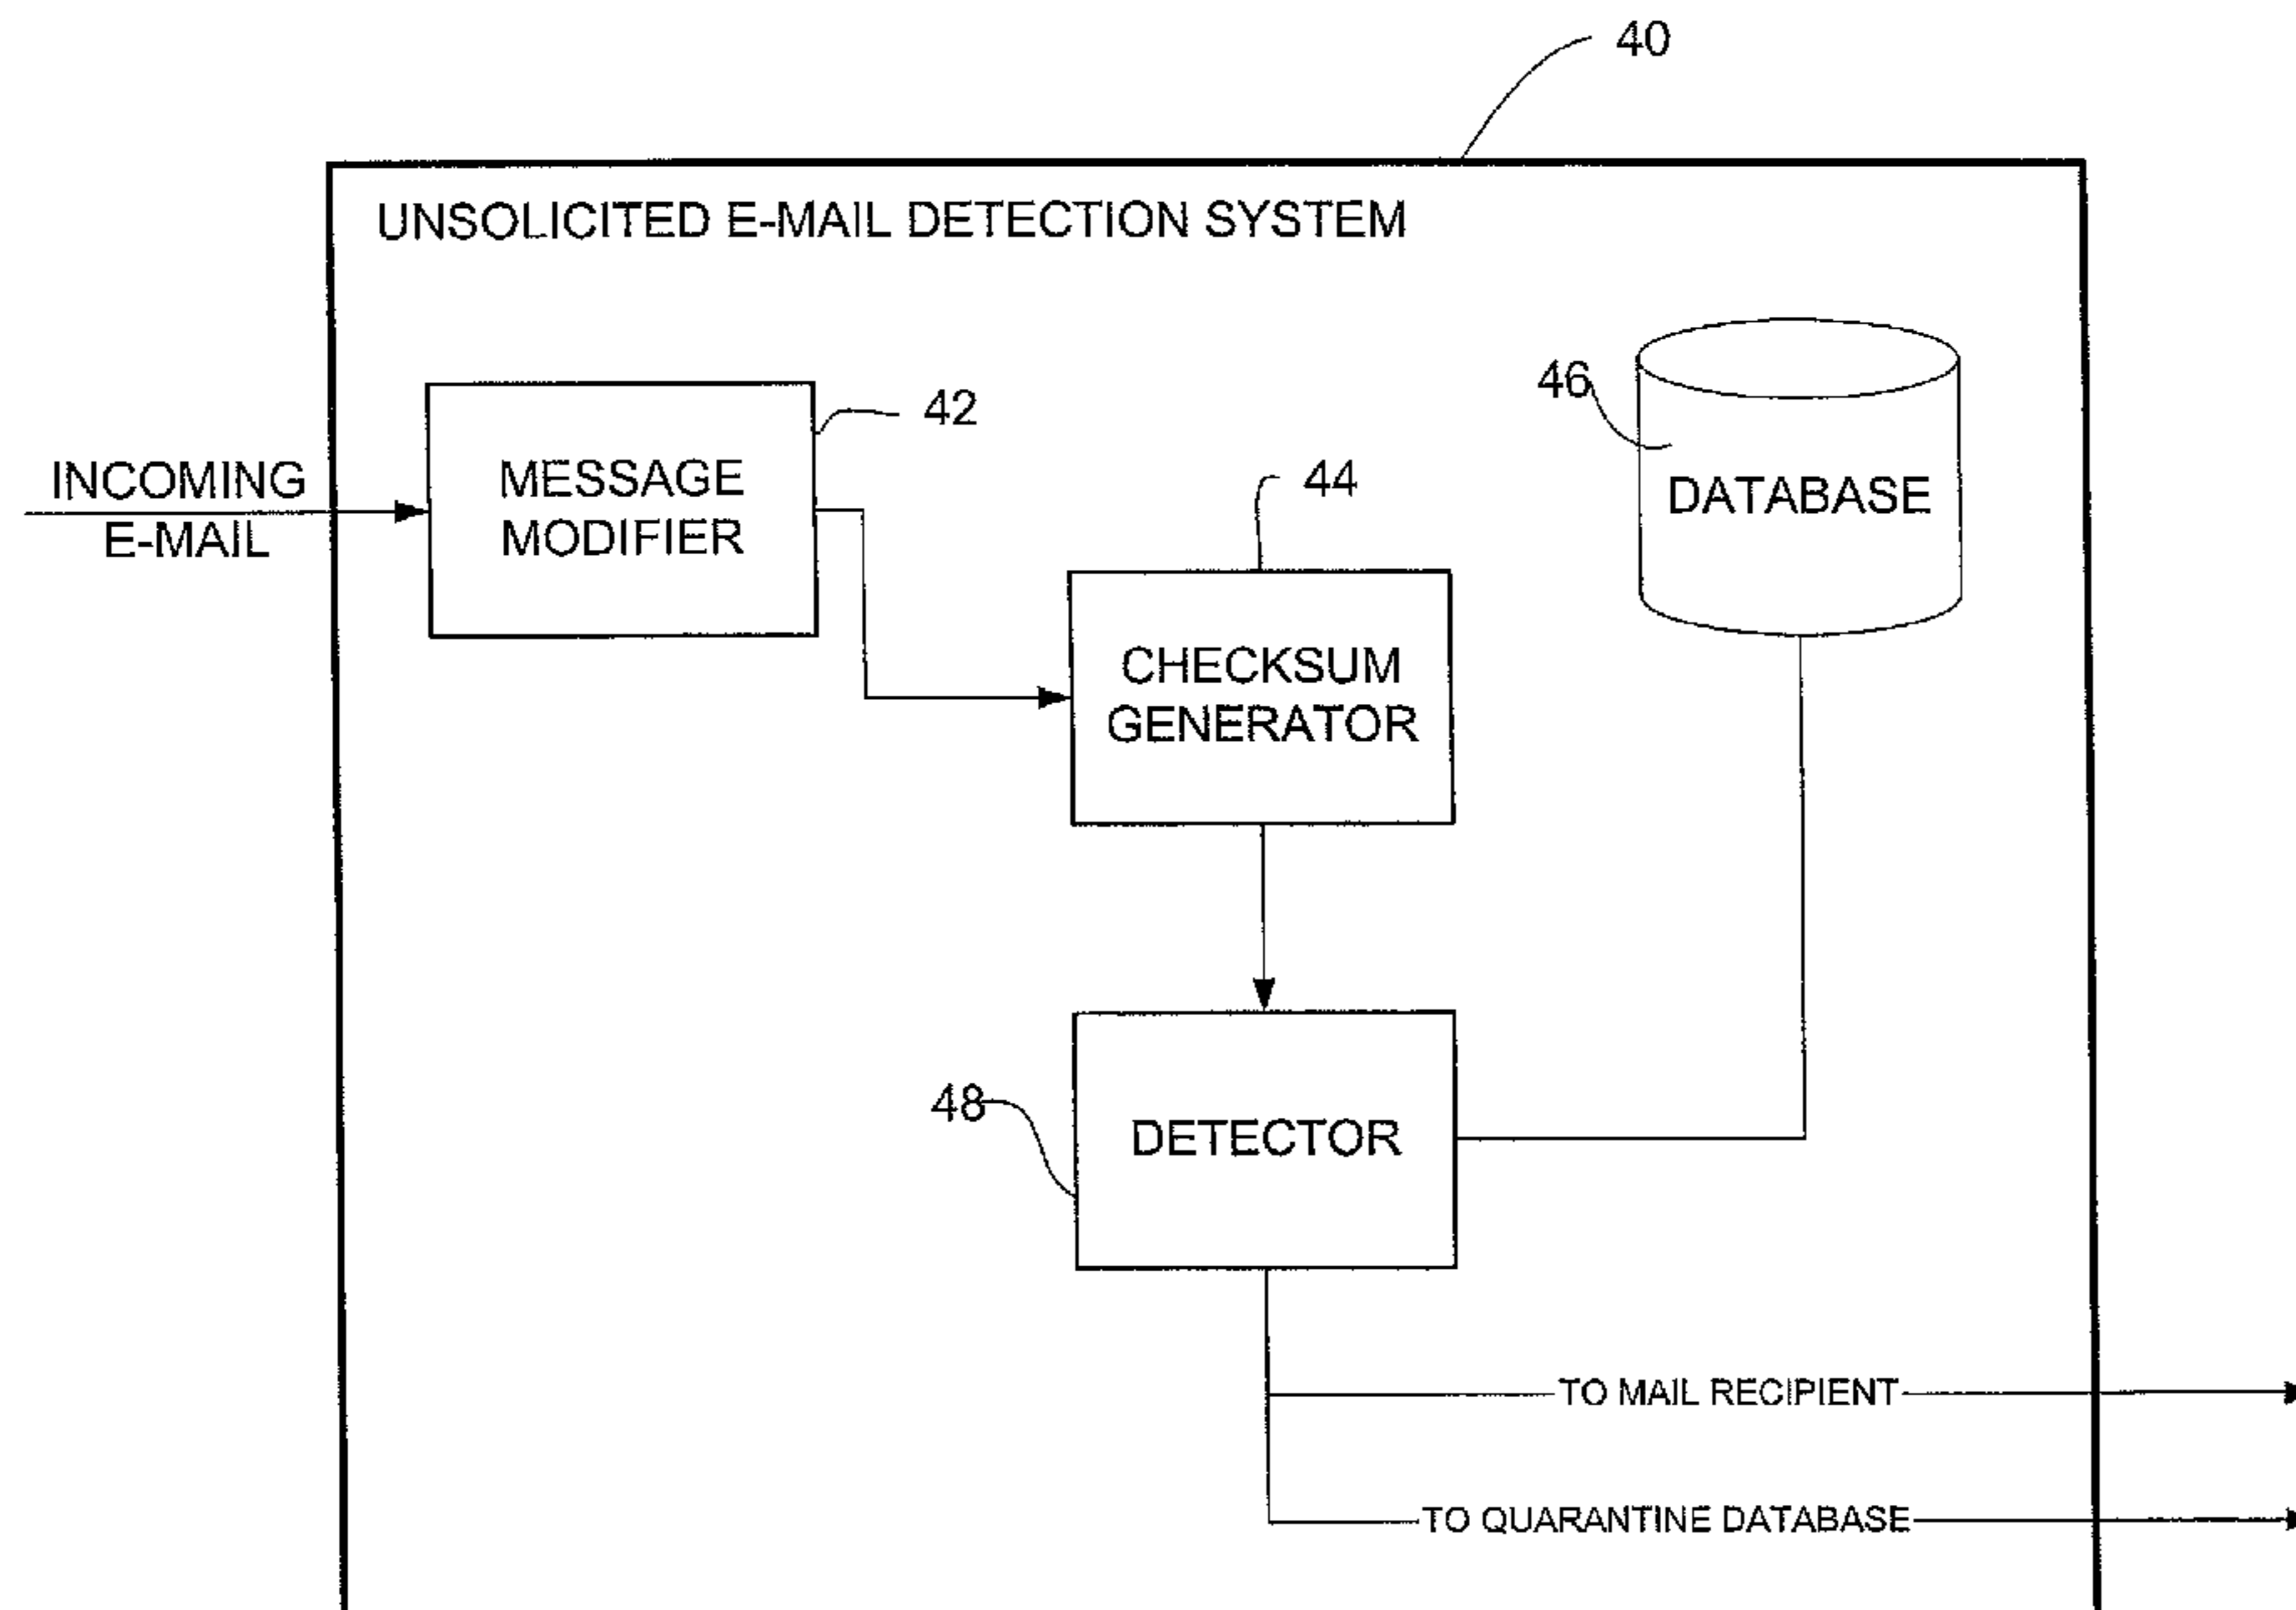 40
UNSOLICITED E-MAIL DETECTION SYSTEM
46
42
INCOMING
E-MAIL
MESSAGE
MODIFIER
44
DATABASE
CHECKSUM
GENERATOR
48
DETECTOR
TO MAIL RECIPIENT
TO QUARANTINE DATABASE